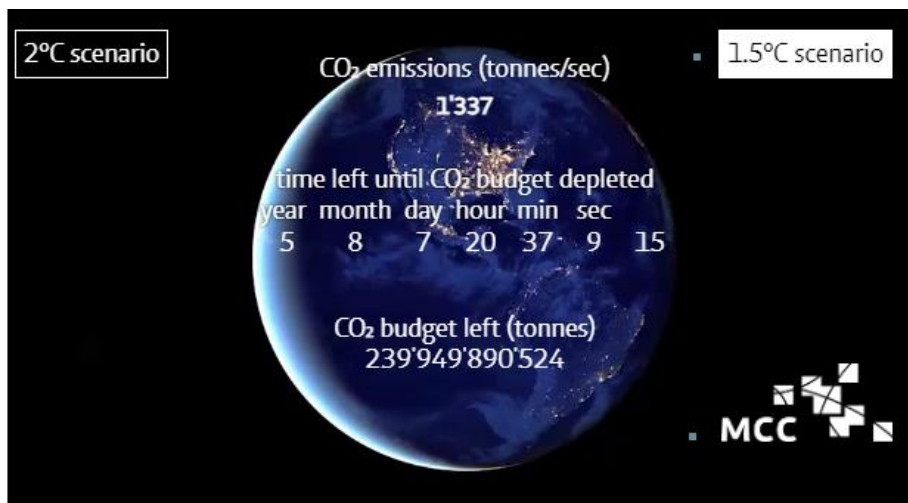 2°C scenario
1.5°C scenario
CO₂ emissions (tonnes/sec)
1'337
time left until CO₂ budget depleted
year month day hour min sec
5 8 7 20 37 9 15
CO₂ budget left (tonnes)
239'949'890'524
MCC